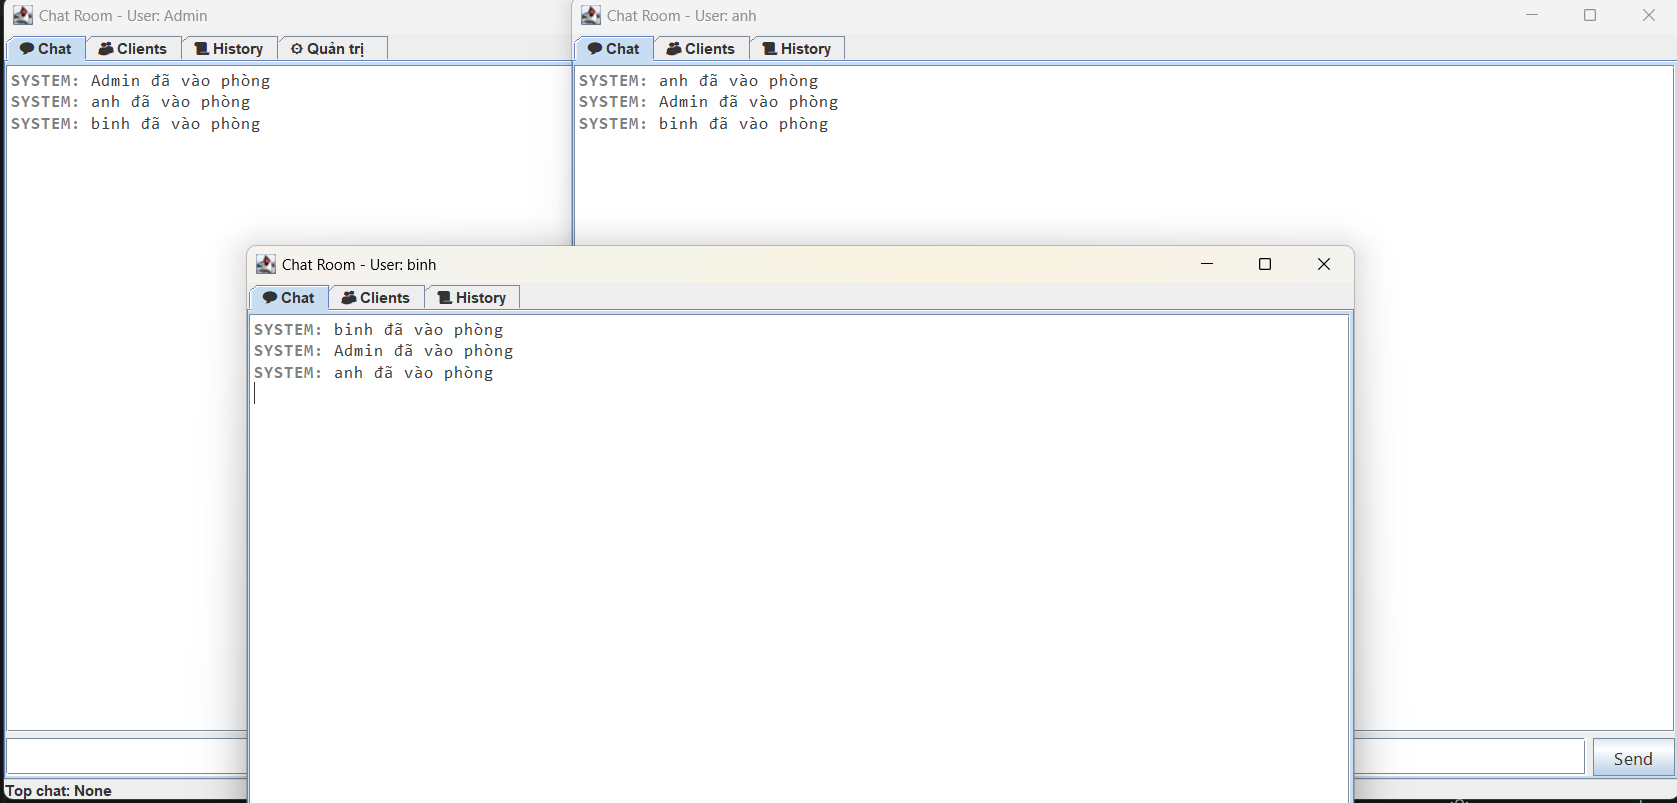 Chat Room - User: Admin
Chat Clients History Quản trị
SYSTEM: Admin đã vào phòng
SYSTEM: anh đã vào phòng
SYSTEM: binh đã vào phòng
Top chat: None
Chat Room - User: anh
Chat Clients History
SYSTEM: anh đã vào phòng
SYSTEM: Admin đã vào phòng
SYSTEM: binh đã vào phòng
Send
Chat Room - User: binh
Chat Clients History
SYSTEM: binh đã vào phòng
SYSTEM: Admin đã vào phòng
SYSTEM: anh đã vào phòng